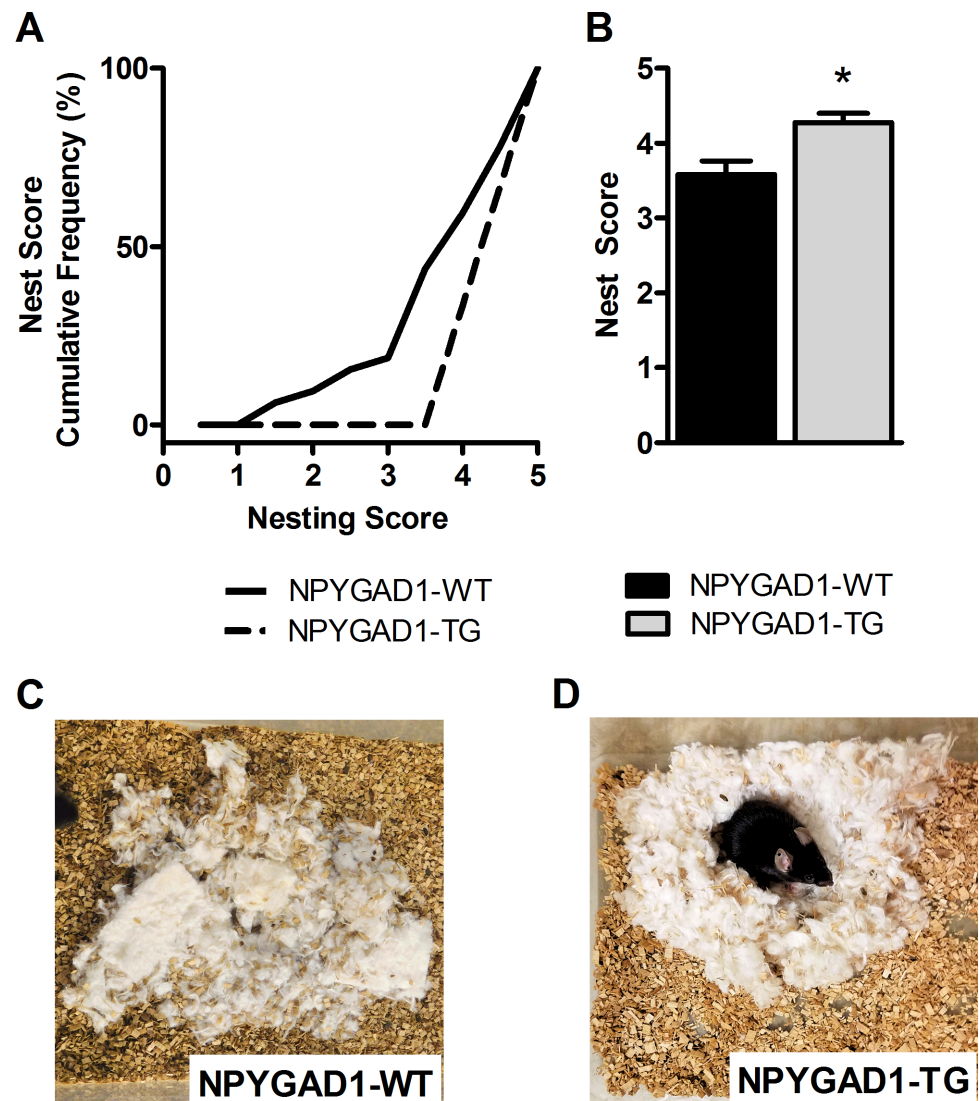 A
Nest Score
Cumulative Frequency (%)
100
50
0
0 1 2 3 4 5
Nesting Score
NPYGAD1-WT
NPYGAD1-TG
B
Nest Score
5
4
3
2
1
0
*
NPYGAD1-WT
NPYGAD1-TG
C
NPYGAD1-WT
D
NPYGAD1-TG